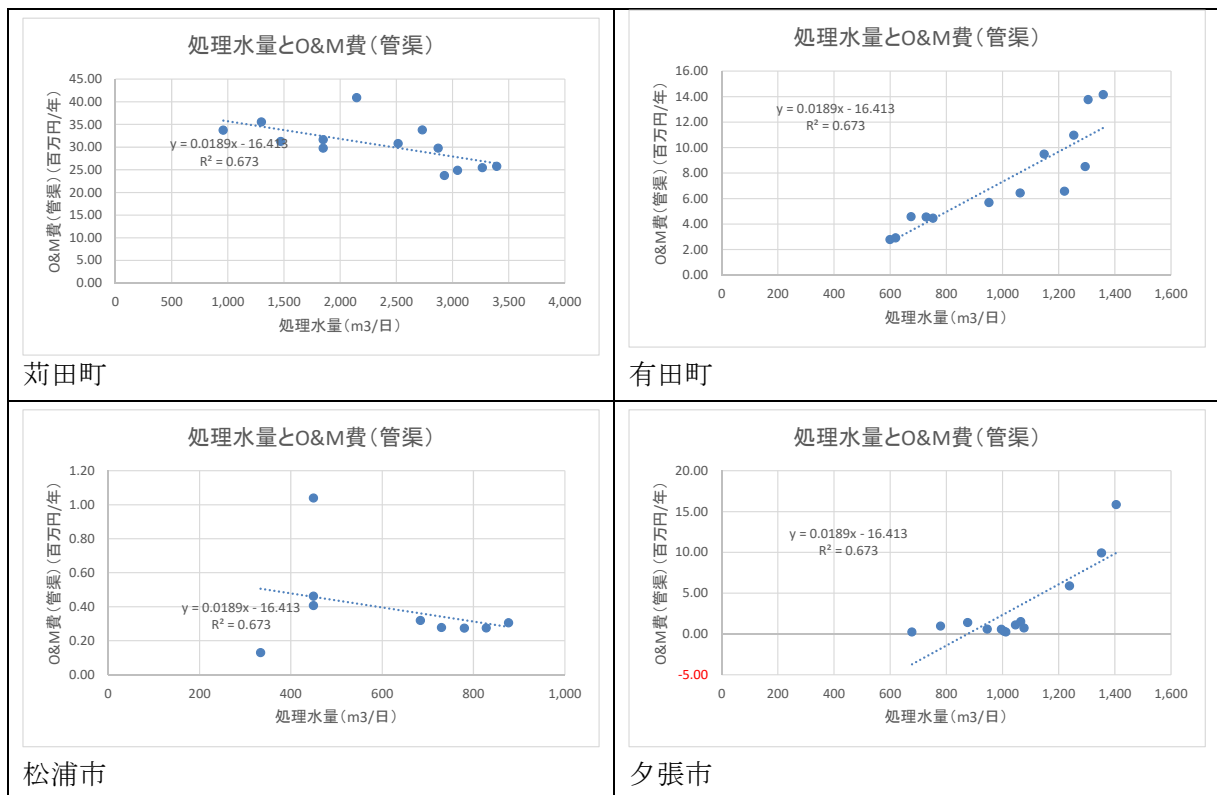 処理水量とO&M費(管渠)
O&M費(管渠)(百万円/年)
45.00
40.00
35.00
30.00
25.00
20.00
15.00
10.00
5.00
0.00
y = 0.0189x - 16.413
R² = 0.673
0 500 1,000 1,500 2,000 2,500 3,000 3,500 4,000
処理水量(m3/日)
苅田町
処理水量とO&M費(管渠)
O&M費(管渠)(百万円/年)
16.00
14.00
12.00
10.00
8.00
6.00
4.00
2.00
0.00
y = 0.0189x - 16.413
R² = 0.673
0 200 400 600 800 1,000 1,200 1,400 1,600
処理水量(m3/日)
有田町
処理水量とO&M費(管渠)
O&M費(管渠)(百万円/年)
1.20
1.00
0.80
0.60
0.40
0.20
0.00
y = 0.0189x - 16.413
R² = 0.673
0 200 400 600 800 1,000
処理水量(m3/日)
松浦市
処理水量とO&M費(管渠)
O&M費(管渠)(百万円/年)
20.00
15.00
10.00
5.00
0.00
-5.00
y = 0.0189x - 16.413
R² = 0.673
0 200 400 600 800 1,000 1,200 1,400 1,600
処理水量(m3/日)
夕張市